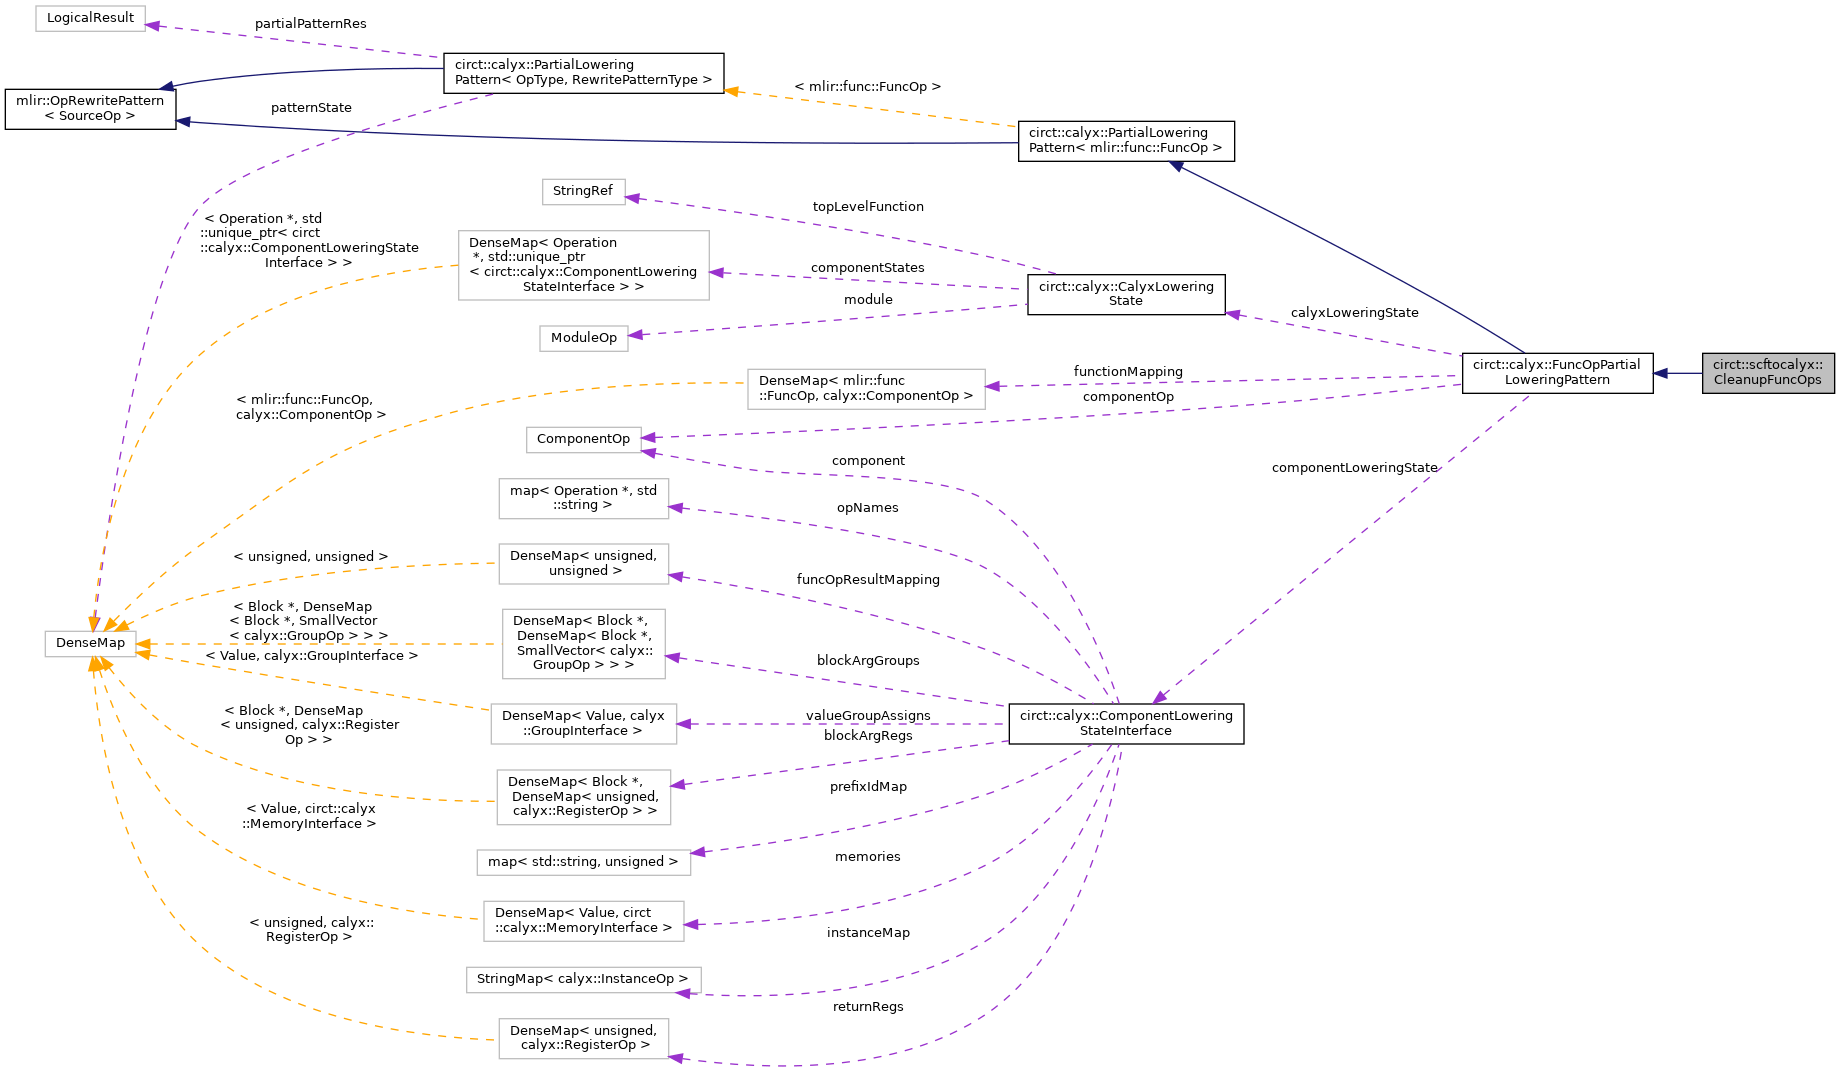 LogicalResult
partialPatternRes
circt::calyx::PartialLowering
Pattern< OpType, RewritePatternType >
mlir::OpRewritePattern
< SourceOp >
patternState
< mlir::func::FuncOp >
circt::calyx::PartialLowering
Pattern< mlir::func::FuncOp >
StringRef
topLevelFunction
< Operation *, std
::unique_ptr< circt
::calyx::ComponentLoweringState
Interface > >
DenseMap< Operation
*, std::unique_ptr
< circt::calyx::ComponentLowering
StateInterface > >
componentStates
circt::calyx::CalyxLowering
State
module
ModuleOp
calyxLoweringState
circt::calyx::FuncOpPartial
LoweringPattern
circt::scftocalyx::
CleanupFuncOps
functionMapping
DenseMap< mlir::func
::FuncOp, calyx::ComponentOp >
componentOp
< mlir::func::FuncOp,
calyx::ComponentOp >
ComponentOp
component
componentLoweringState
map< Operation *, std
::string >
opNames
< unsigned, unsigned >
DenseMap< unsigned,
unsigned >
funcOpResultMapping
< Block *, DenseMap
< Block *, SmallVector
< calyx::GroupOp > > >
DenseMap< Block *,
DenseMap< Block *,
SmallVector< calyx::
GroupOp > > >
blockArgGroups
DenseMap
< Value, calyx::GroupInterface >
DenseMap< Value, calyx
::GroupInterface >
valueGroupAssigns
circt::calyx::ComponentLowering
StateInterface
blockArgRegs
< Block *, DenseMap
< unsigned, calyx::Register
Op > >
DenseMap< Block *,
DenseMap< unsigned,
calyx::RegisterOp > >
prefixIdMap
< Value, circt::calyx
::MemoryInterface >
map< std::string, unsigned >
memories
DenseMap< Value, circt
::calyx::MemoryInterface >
< unsigned, calyx::
RegisterOp >
instanceMap
StringMap< calyx::InstanceOp >
returnRegs
DenseMap< unsigned,
calyx::RegisterOp >